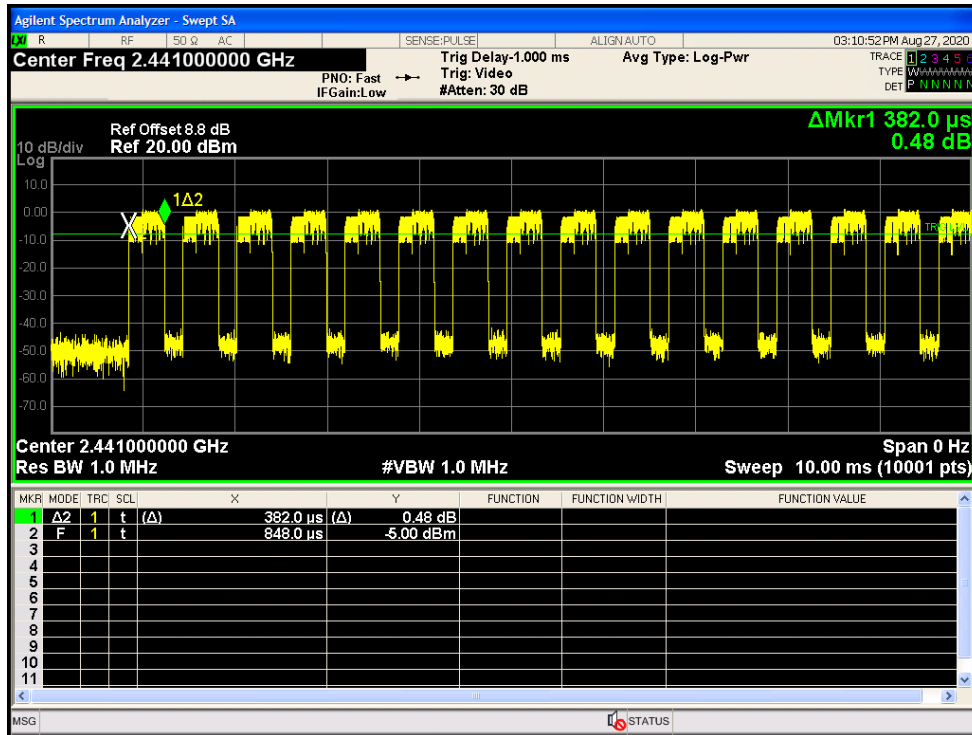 Agilent Spectrum Analyzer - Swept SA
LXI R RF 50 Ω AC SENSE:PULSE ALIGN AUTO 03:10:52 PM Aug 27, 2020
Center Freq 2.441000000 GHz
PNO: Fast
IFGain:Low
Trig Delay-1.000 ms
Trig: Video
#Atten: 30 dB
Avg Type: Log-Pwr
TRACE 1 2 3 4 5 6
TYPE W
DET P N N N N N
ΔMkr1 382.0 µs
0.48 dB
Ref Offset 8.8 dB
10 dB/div Ref 20.00 dBm
Log
10.0
0.00
-10.0
-20.0
-30.0
-40.0
-50.0
-60.0
-70.0
1Δ2
Center 2.441000000 GHz Span 0 Hz
Res BW 1.0 MHz #VBW 1.0 MHz Sweep 10.00 ms (10001 pts)
MKR MODE TRC SCL X Y FUNCTION FUNCTION WIDTH FUNCTION VALUE
1 Δ2 1 t (Δ) 382.0 µs (Δ) 0.48 dB
2 F 1 t 848.0 µs -5.00 dBm
3
4
5
6
7
8
9
10
11
MSG STATUS